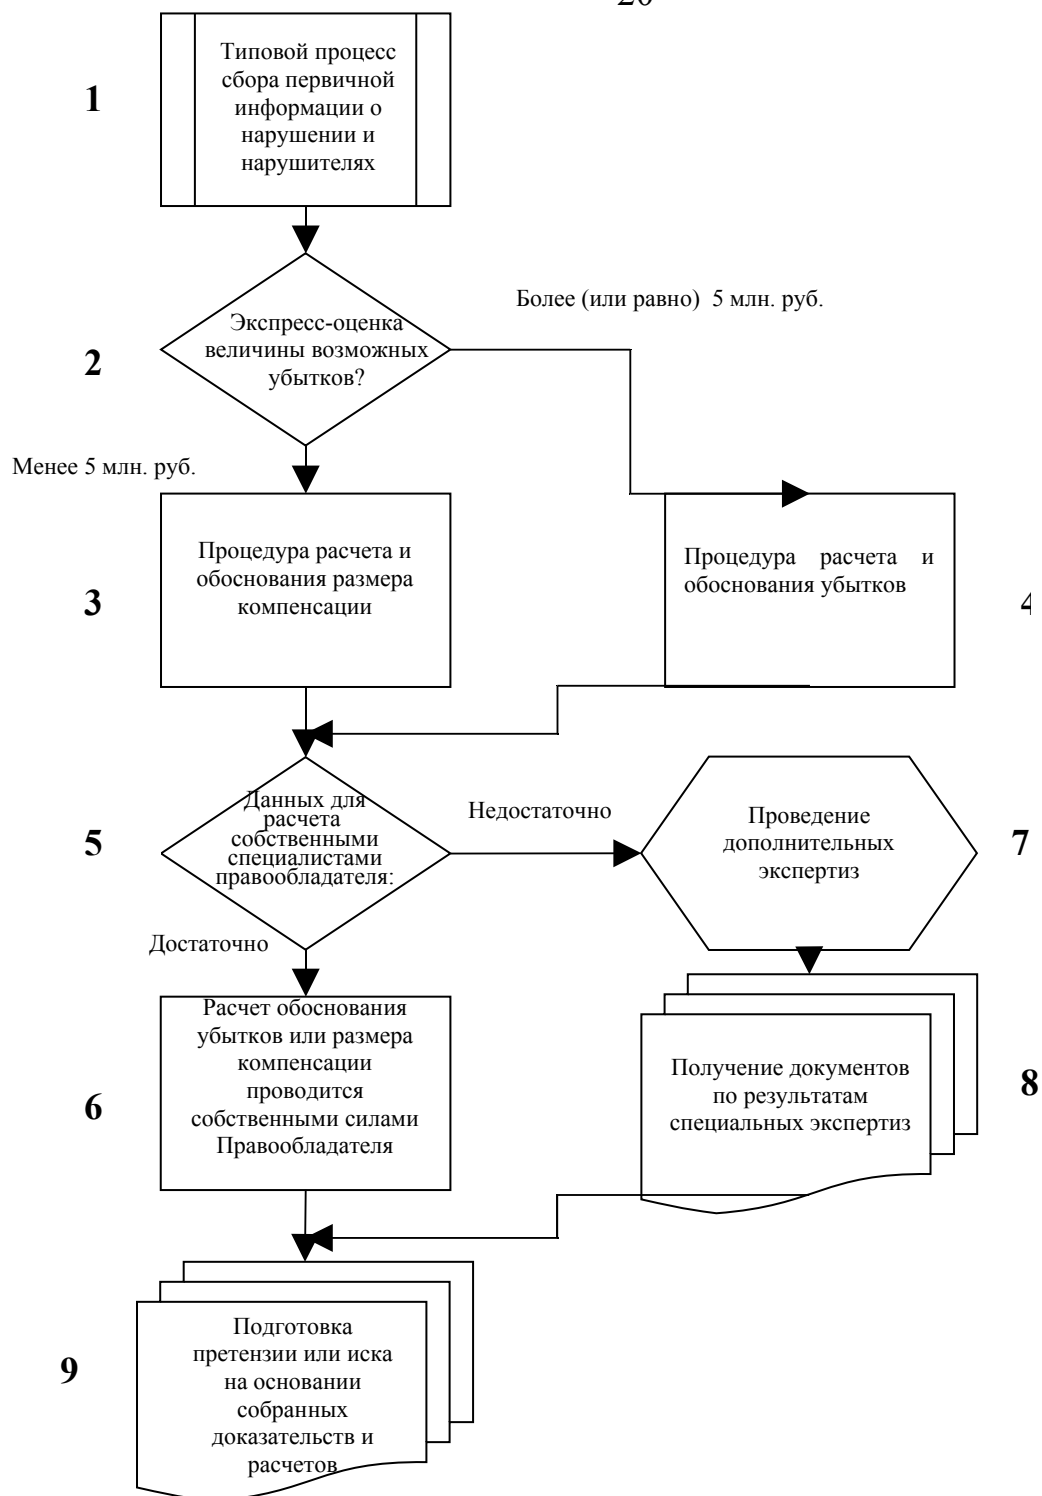 Типовой процесс
сбора первичной
информации о
нарушении и
нарушителях
1
Более (или равно) 5 млн. руб.
Экспресс-оценка
величины возможных
убытков?
2
Менее 5 млн. руб.
Процедура расчета и
обоснования размера
компенсации
3
Процедура расчета и
обоснования убытков
4
Данных для
расчета
собственными
специалистами
правообладателя:
5
Недостаточно
Проведение
дополнительных
экспертиз
7
Достаточно
Расчет обоснования
убытков или размера
компенсации
проводится
собственными силами
Правообладателя
6
Получение документов
по результатам
специальных экспертиз
8
Подготовка
претензии или иска
на основании
собранных
доказательств и
расчетов
9